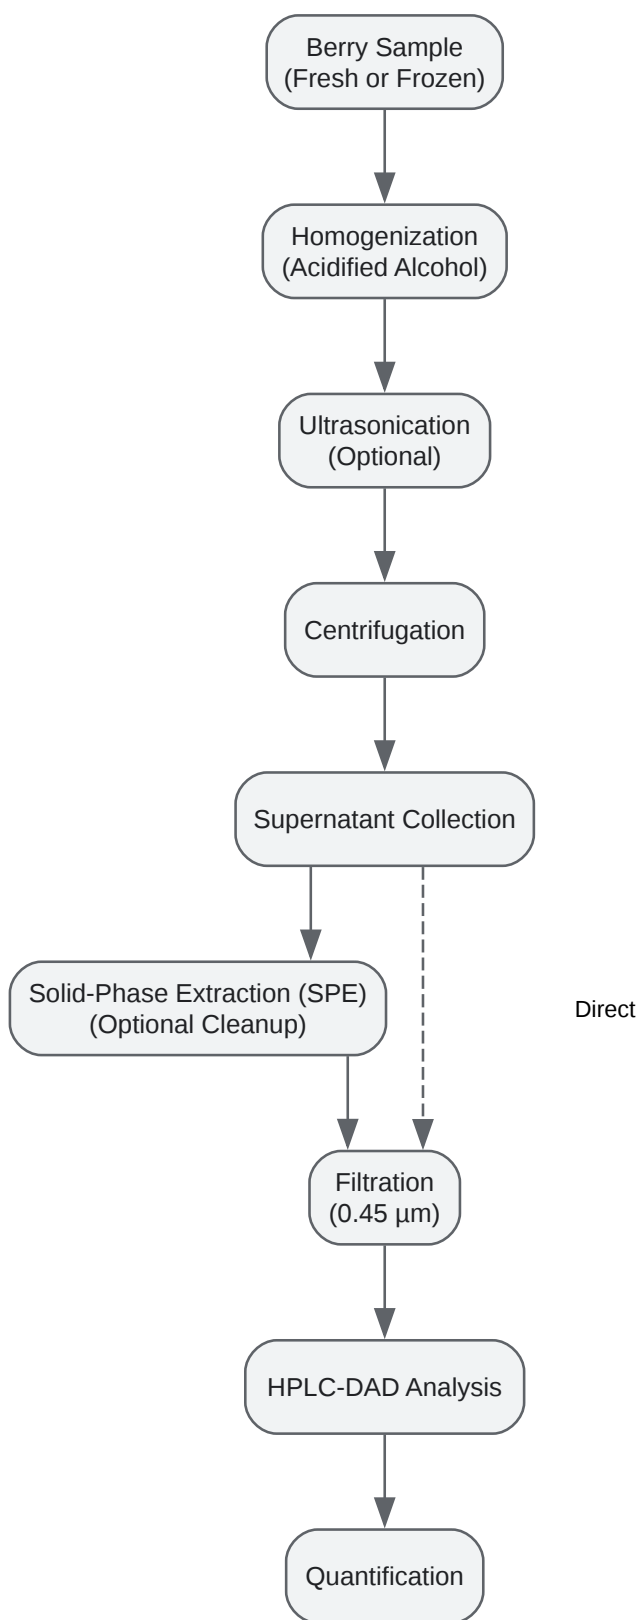 Berry Sample
(Fresh or Frozen)
Homogenization
(Acidified Alcohol)
Ultrasonication
(Optional)
Centrifugation
Supernatant Collection
Solid-Phase Extraction (SPE)
(Optional Cleanup)
Direct
Filtration
(0.45 µm)
HPLC-DAD Analysis
Quantification